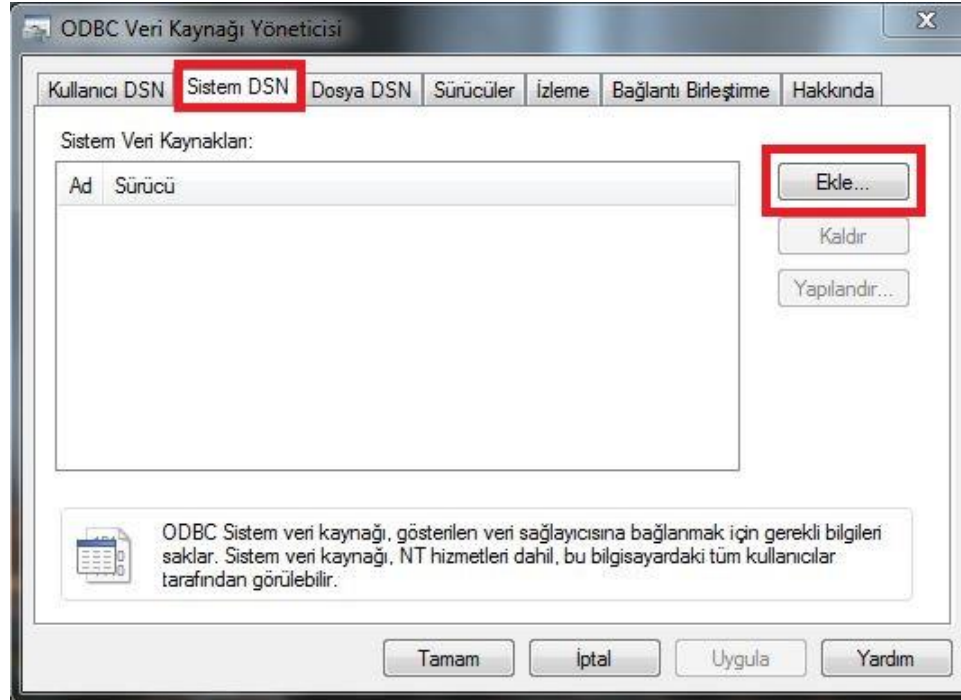 ODBC Veri Kaynağı Yöneticisi
x
Kullanıcı DSN Sistem DSN Dosya DSN Sürücüler İzleme Bağlantı Birleştirme Hakkında
Sistem Veri Kaynakları:
Ad Sürücü
Ekle...
Kaldır
Yapılandır...
ODBC Sistem veri kaynağı, gösterilen veri sağlayıcısına bağlanmak için gerekli bilgileri
saklar. Sistem veri kaynağı, NT hizmetleri dahil, bu bilgisayardaki tüm kullanıcılar
tarafından görülebilir.
Tamam İptal Uygula Yardım